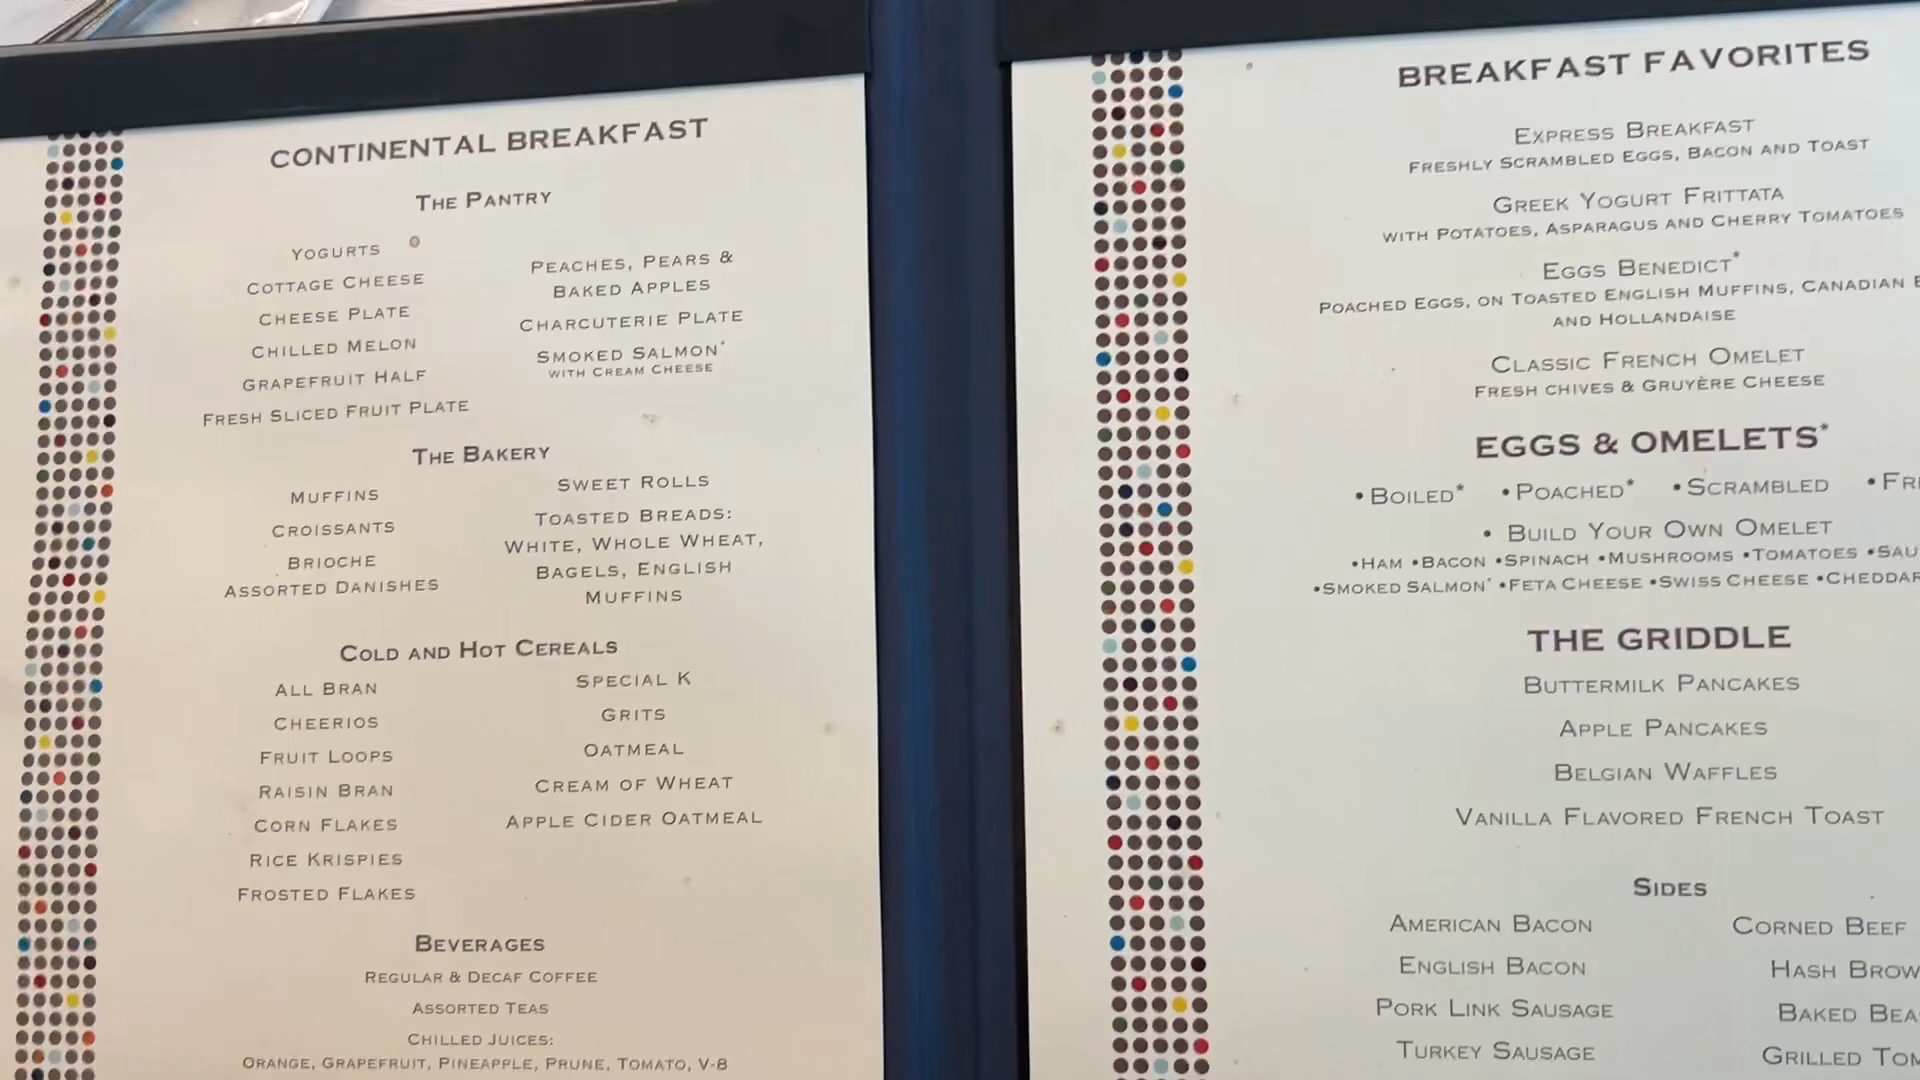 CONTINENTAL BREAKFAST
THE PANTRY
YOGURTS
COTTAGE CHEESE
CHEESE PLATE
CHILLED MELON
GRAPEFRUIT HALF
FRESH SLICED FRUIT PLATE
PEACHES, PEARS &
BAKED APPLES
CHARCUTERIE PLATE
SMOKED SALMON*
WITH CREAM CHEESE
THE BAKERY
MUFFINS
CROISSANTS
BRIOCHE
ASSORTED DANISHES
SWEET ROLLS
TOASTED BREADS:
WHITE, WHOLE WHEAT,
BAGELS, ENGLISH
MUFFINS
COLD AND HOT CEREALS
ALL BRAN
CHEERIOS
FRUIT LOOPS
RAISIN BRAN
CORN FLAKES
RICE KRISPIES
FROSTED FLAKES
SPECIAL K
GRITS
OATMEAL
CREAM OF WHEAT
APPLE CIDER OATMEAL
BEVERAGES
REGULAR & DECAF COFFEE
ASSORTED TEAS
CHILLED JUICES:
ORANGE, GRAPEFRUIT, PINEAPPLE, PRUNE, TOMATO, V-8
BREAKFAST FAVORITES
EXPRESS BREAKFAST
FRESHLY SCRAMBLED EGGS, BACON AND TOAST
GREEK YOGURT FRITTATA
WITH POTATOES, ASPARAGUS AND CHERRY TOMATOES
EGGS BENEDICT*
POACHED EGGS, ON TOASTED ENGLISH MUFFINS, CANADIAN
AND HOLLANDAISE
CLASSIC FRENCH OMELET
FRESH CHIVES & GRUYÈRE CHEESE
EGGS & OMELETS*
•BOILED* •POACHED* •SCRAMBLED
• BUILD YOUR OWN OMELET
•HAM •BACON •SPINACH •MUSHROOMS •TOMATOES
•SMOKED SALMON* •FETA CHEESE •SWISS CHEESE •CHEDDAR
THE GRIDDLE
BUTTERMILK PANCAKES
APPLE PANCAKES
BELGIAN WAFFLES
VANILLA FLAVORED FRENCH TOAST
SIDES
AMERICAN BACON
ENGLISH BACON
PORK LINK SAUSAGE
TURKEY SAUSAGE
CORNED BEEF
HASH
BAKED
GRILLED